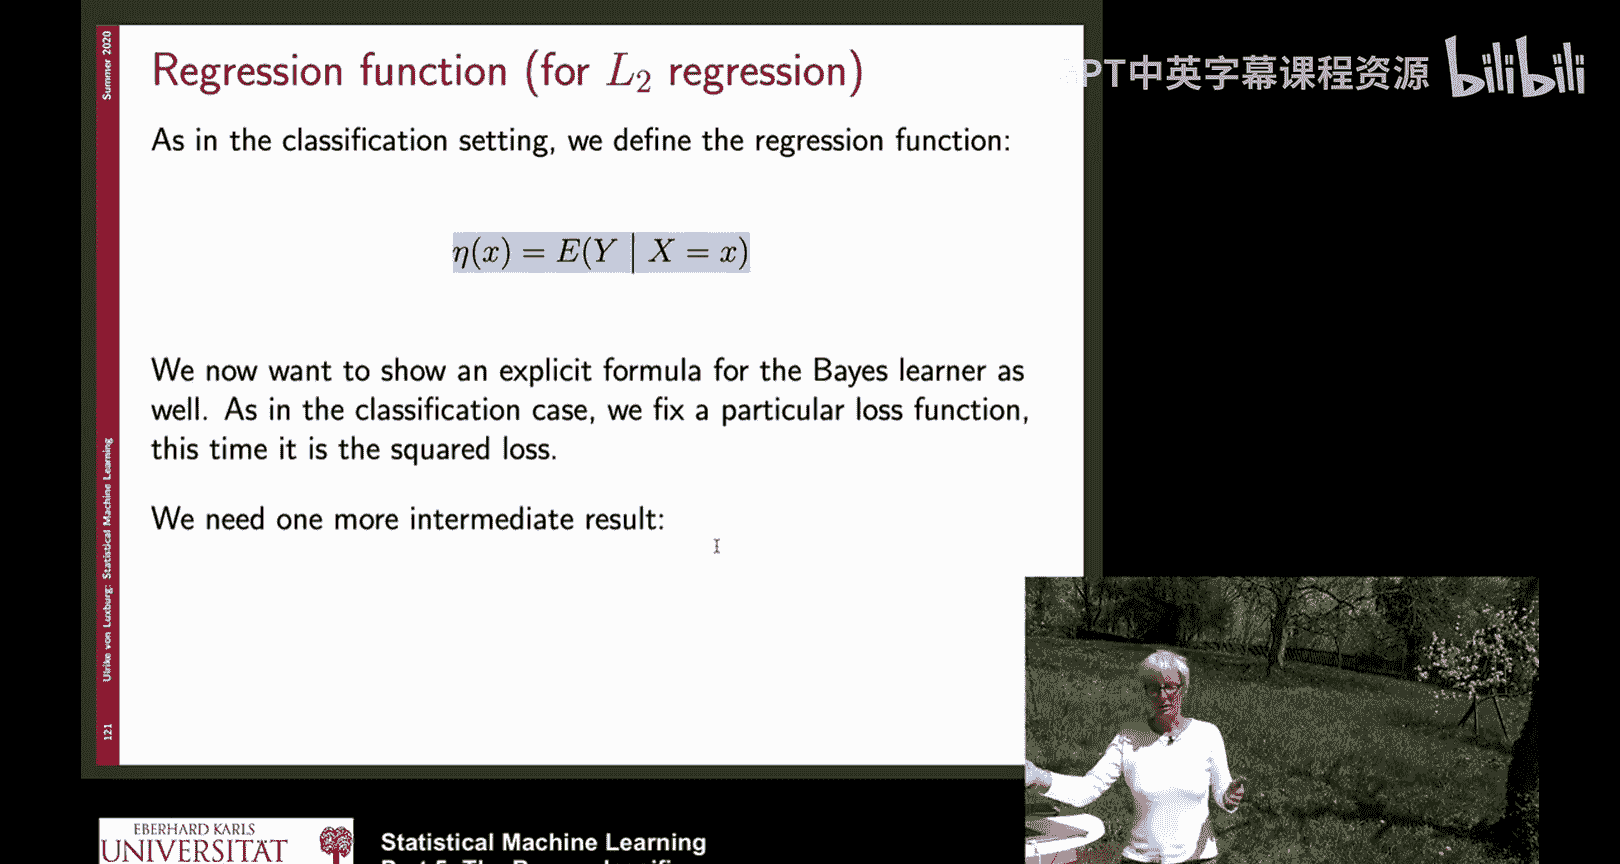 Regression function (for L₂ regression)
As in the classification setting, we define the regression function:
η(x) = E(Y | X = x)
We now want to show an explicit formula for the Bayes learner as
well. As in the classification case, we fix a particular loss function,
this time it is the squared loss.
We need one more intermediate result:
Summer 2020
Ulrike von Luxburg: Statistical Machine Learning
121
PT中英字幕课程资源
bilibili
EBERHARD KARLS
UNIVERSITÄT
Statistical Machine Learning